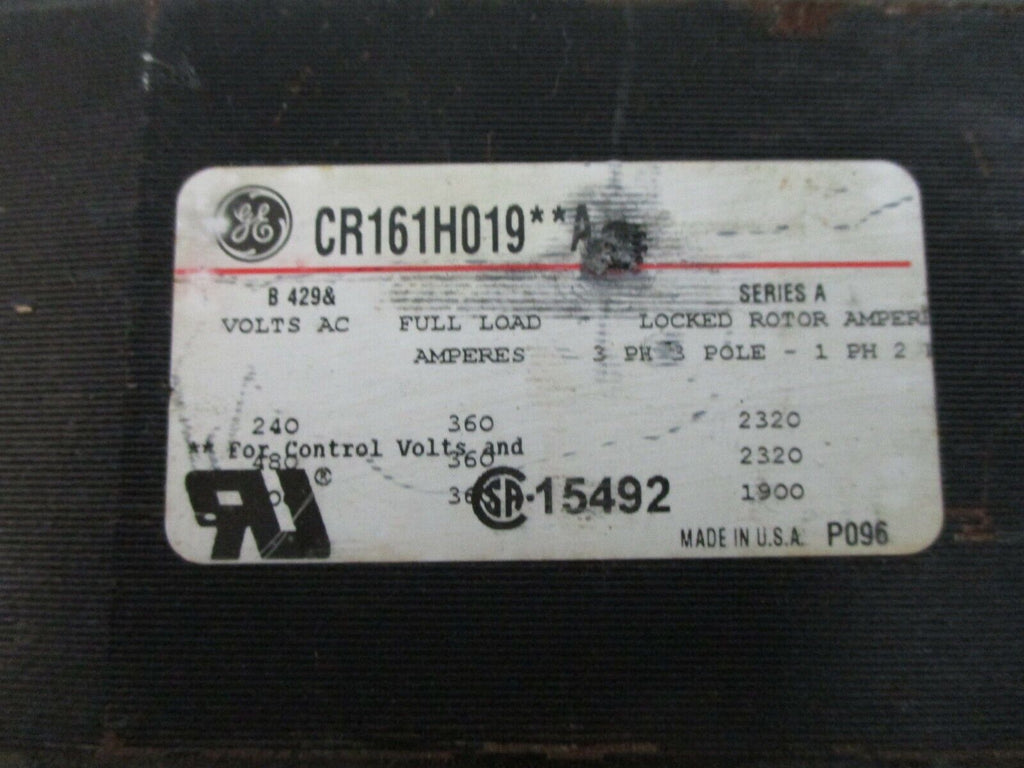 GE CR161H019**A
B 429& SERIES A
VOLTS AC FULL LOAD LOCKED ROTOR AMPER
AMPERES 3 PH 3 POLE - 1 PH 2
240 360 2320
** For Control Volts and
480 360 2320
® SA 15492 1900
MADE IN U.S.A. P096